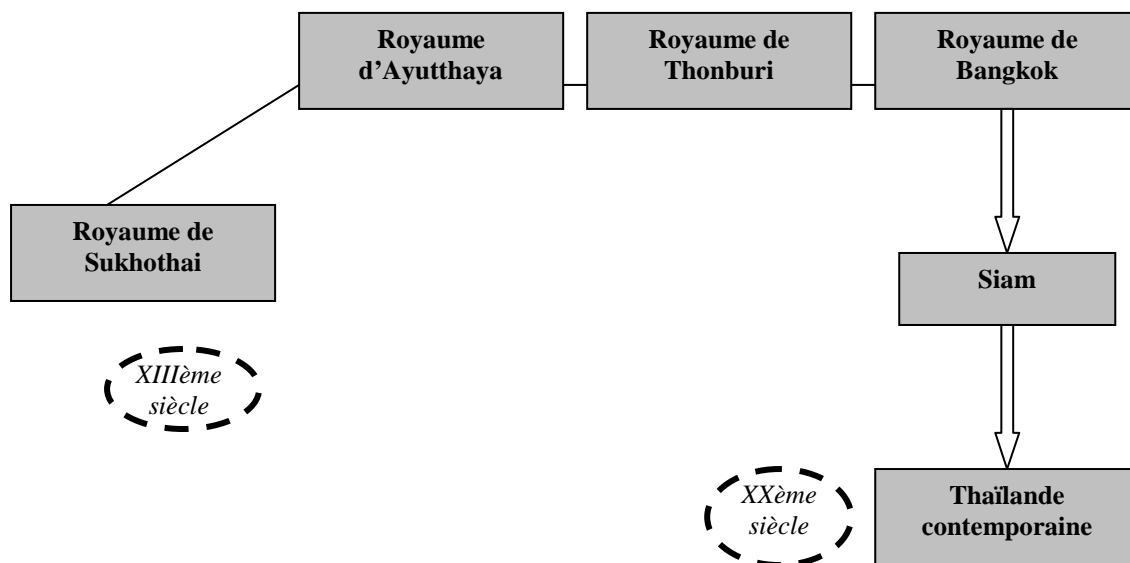 Royaume
d'Ayutthaya
Royaume de
Thonburi
Royaume de
Bangkok
Royaume de
Sukhothai
Siam
XIIIème
siècle
XXème
siècle
Thaïlande
contemporaine